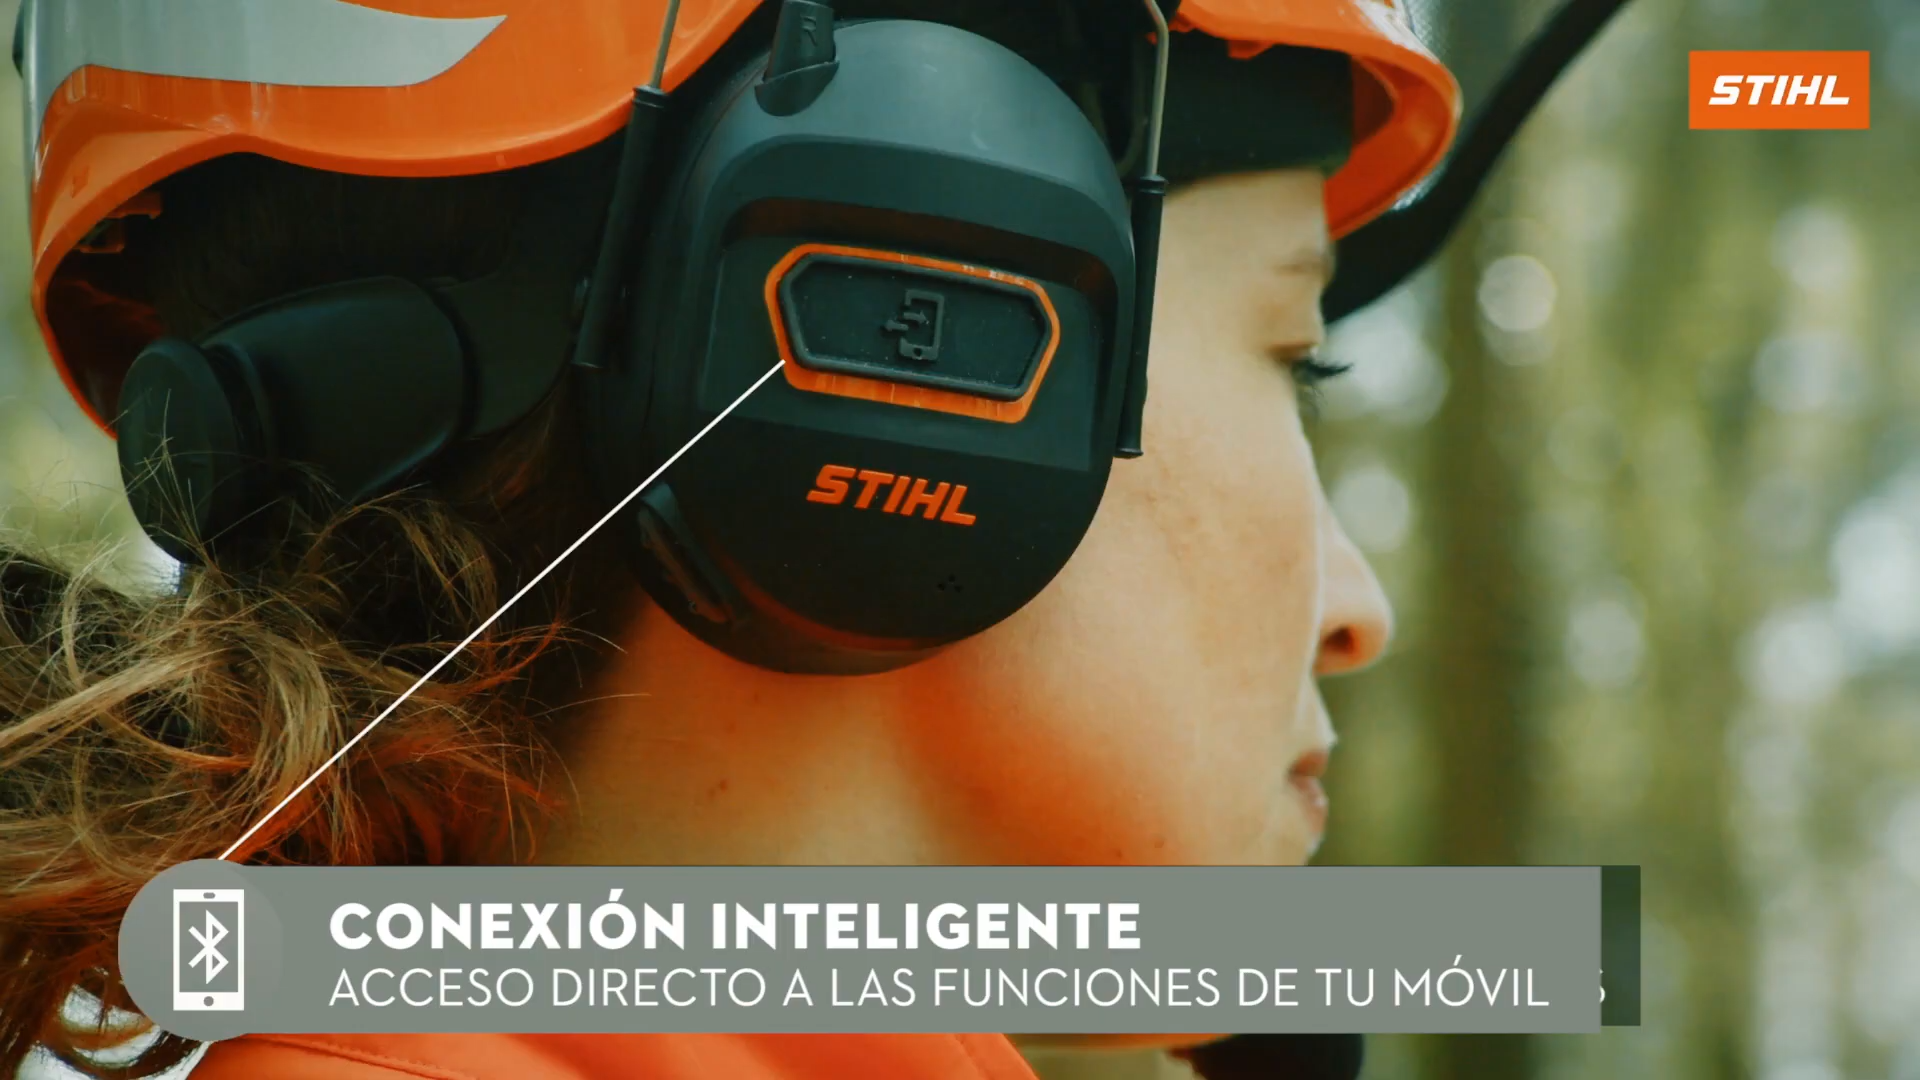 STIHL
R
STIHL
CONEXIÓN INTELIGENTE
ACCESO DIRECTO A LAS FUNCIONES DE TU MÓVIL